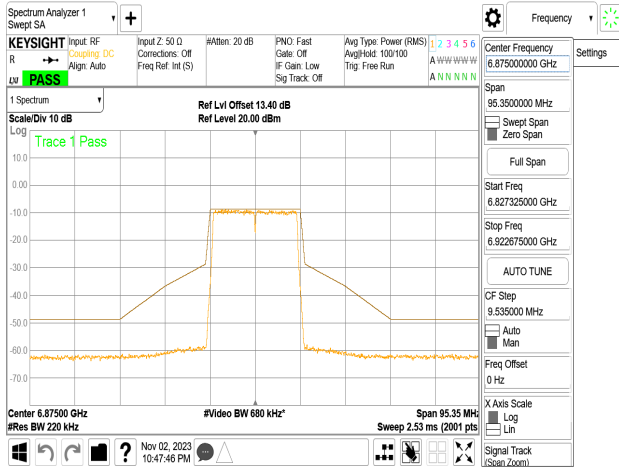 Spectrum Analyzer 1
Swept SA
Frequency
KEYSIGHT
R
LXI
PASS
Input: RF
Coupling: DC
Align: Auto
Input Z: 50 Ω
Corrections: Off
Freq Ref: Int (S)
#Atten: 20 dB
PNO: Fast
Gate: Off
IF Gain: Low
Sig Track: Off
Avg Type: Power (RMS)
Avg|Hold: 100/100
Trig: Free Run
1 2 3 4 5 6
A W W W W W
A N N N N N
1 Spectrum
Scale/Div 10 dB
Ref Lvl Offset 13.40 dB
Ref Level 20.00 dBm
Log
Trace 1 Pass
10.0
0.00
-10.0
-20.0
-30.0
-40.0
-50.0
-60.0
-70.0
Center 6.87500 GHz
#Res BW 220 kHz
#Video BW 680 kHz*
Span 95.35 MHz
Sweep 2.53 ms (2001 pts
Nov 02, 2023
10:47:46 PM
Center Frequency
6.875000000 GHz
Settings
Span
95.3500000 MHz
Swept Span
Zero Span
Full Span
Start Freq
6.827325000 GHz
Stop Freq
6.922675000 GHz
AUTO TUNE
CF Step
9.535000 MHz
Auto
Man
Freq Offset
0 Hz
X Axis Scale
Log
Lin
Signal Track
(Span Zoom)